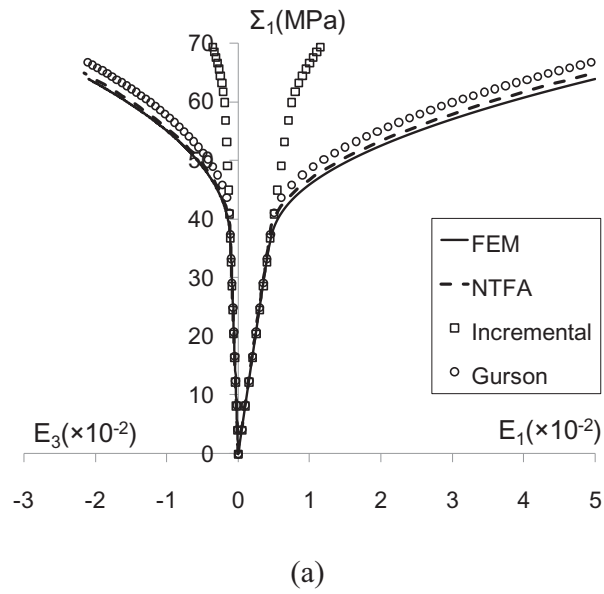 Σ₁(MPa)
70
60
50
40
30
20
10
0
FEM
NTFA
Incremental
Gurson
E₃(×10⁻²)
E₁(×10⁻²)
-3 -2 -1 0 1 2 3 4 5
(a)